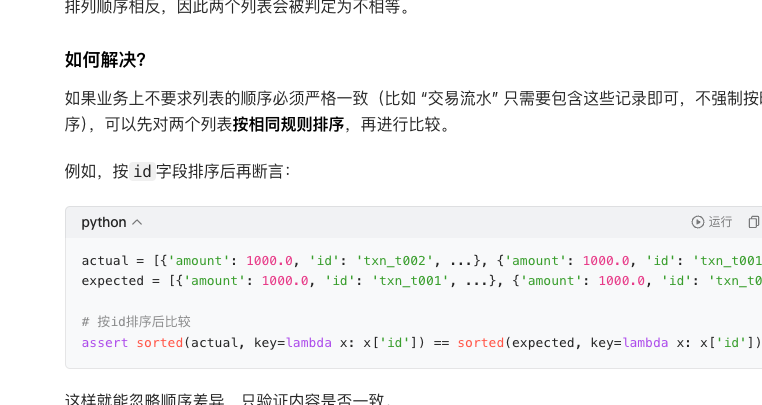 排列顺序相反，因此两个列表会被判定为不相等。
如何解决？
如果业务上不要求列表的顺序必须严格一致（比如 “交易流水” 只需要包含这些记录即可，不强制按
序），可以先对两个列表按相同规则排序，再进行比较。
例如，按 id 字段排序后再断言：
python
运行
actual = [{'amount': 1000.0, 'id': 'txn_t002', ...}, {'amount': 1000.0, 'id': 'txn_t001
expected = [{'amount': 1000.0, 'id': 'txn_t001', ...}, {'amount': 1000.0, 'id': 'txn_t0
# 按id排序后比较
assert sorted(actual, key=lambda x: x['id']) == sorted(expected, key=lambda x: x['id'])
这样就能忽略顺序差异，只验证内容是否一致。